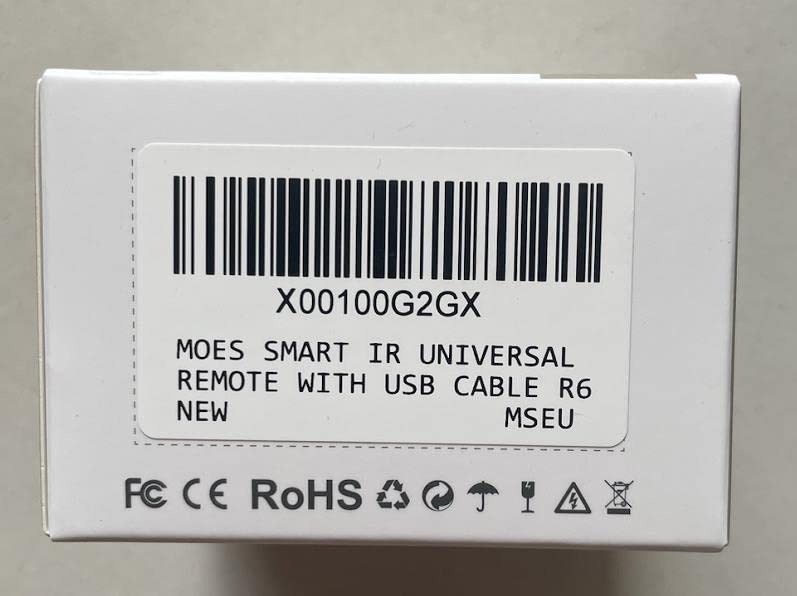 X00100G2GX
MOES SMART IR UNIVERSAL
REMOTE WITH USB CABLE R6
NEW MSEU
FC CE RoHS